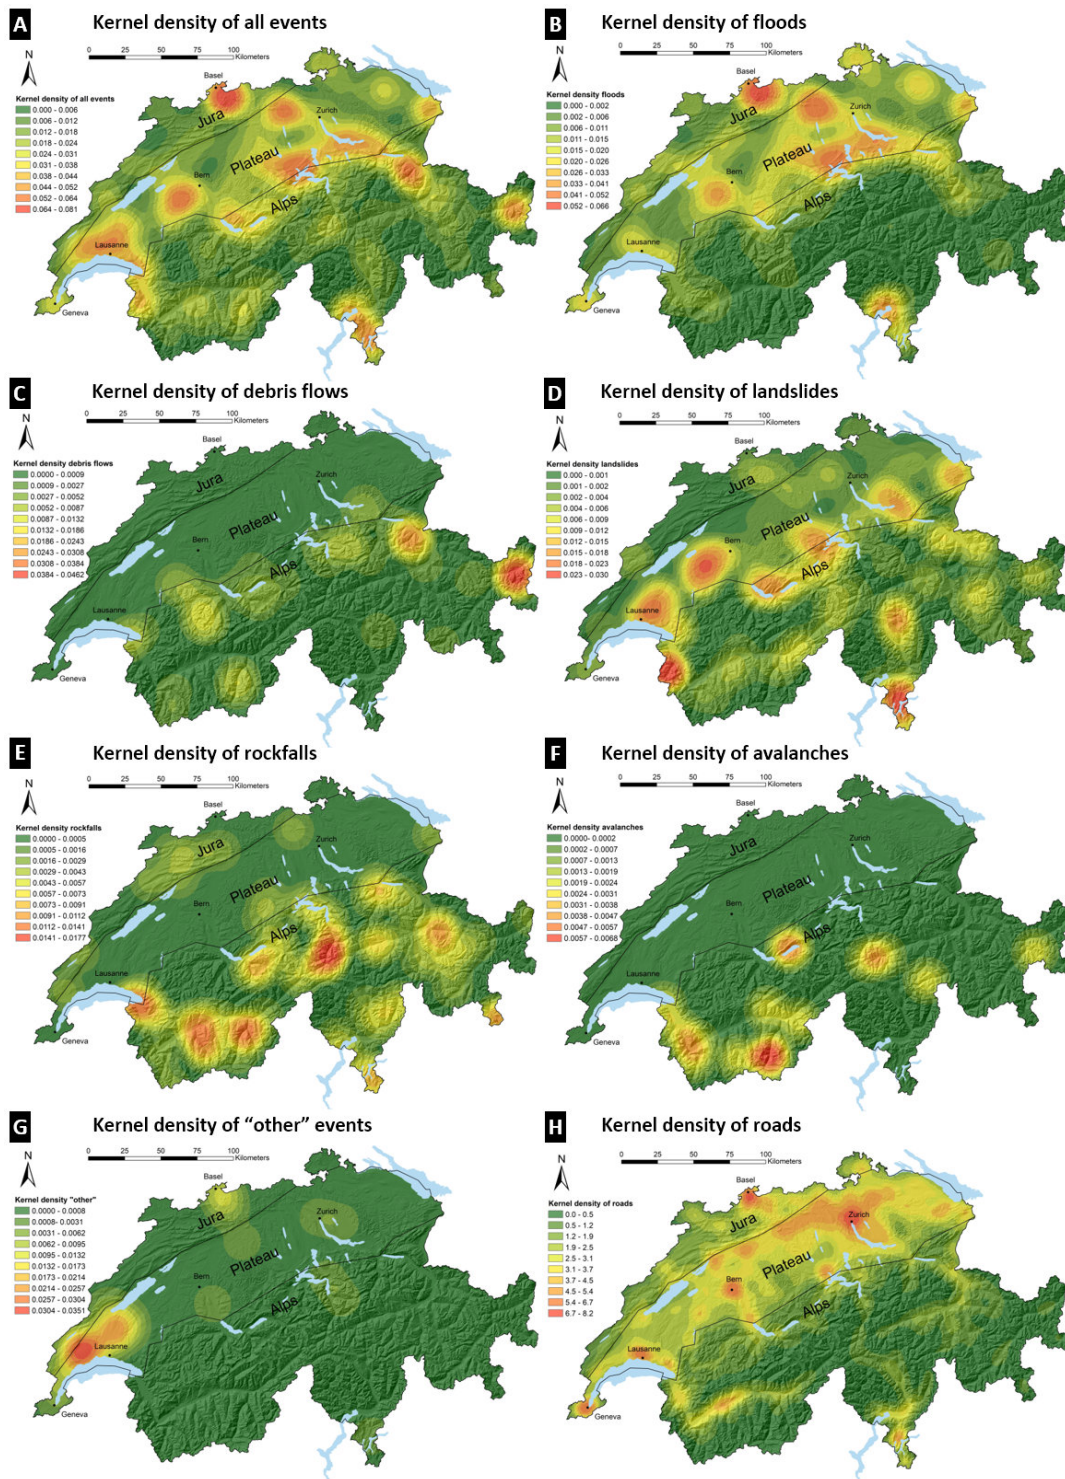 A Kernel density of all events
N
0 25 50 75 100
Kilometers
Kernel density of all events
0.000 - 0.006
0.006 - 0.012
0.012 - 0.018
0.018 - 0.024
0.024 - 0.031
0.031 - 0.038
0.038 - 0.044
0.044 - 0.052
0.052 - 0.064
0.064 - 0.081
Basel
Jura
Zurich
Plateau
Bern
Alps
Lausanne
Geneva
B Kernel density of floods
N
0 25 50 75 100
Kilometers
Kernel density floods
0.000 - 0.002
0.002 - 0.006
0.006 - 0.011
0.011 - 0.015
0.015 - 0.020
0.020 - 0.026
0.026 - 0.033
0.033 - 0.041
0.041 - 0.052
0.052 - 0.066
Basel
Jura
Zurich
Plateau
Bern
Alps
Lausanne
Geneva
C Kernel density of debris flows
N
0 25 50 75 100
Kilometers
Kernel density debris flows
0.0000 - 0.0009
0.0009 - 0.0027
0.0027 - 0.0052
0.0052 - 0.0087
0.0087 - 0.0132
0.0132 - 0.0186
0.0186 - 0.0243
0.0243 - 0.0308
0.0308 - 0.0384
0.0384 - 0.0462
Basel
Jura
Zurich
Plateau
Bern
Alps
Lausanne
Geneva
D Kernel density of landslides
N
0 25 50 75 100
Kilometers
Kernel density landslides
0.000 - 0.001
0.001 - 0.002
0.002 - 0.004
0.004 - 0.006
0.006 - 0.009
0.009 - 0.012
0.012 - 0.015
0.015 - 0.018
0.018 - 0.023
0.023 - 0.030
Basel
Jura
Zurich
Plateau
Bern
Alps
Lausanne
Geneva
E Kernel density of rockfalls
N
0 25 50 75 100
Kilometers
Kernel density rockfalls
0.0000 - 0.0005
0.0005 - 0.0016
0.0016 - 0.0029
0.0029 - 0.0043
0.0043 - 0.0057
0.0057 - 0.0073
0.0073 - 0.0091
0.0091 - 0.0112
0.0112 - 0.0141
0.0141 - 0.0177
Basel
Jura
Zurich
Plateau
Bern
Alps
Lausanne
Geneva
F Kernel density of avalanches
N
0 25 50 75 100
Kilometers
Kernel density avalanches
0.0000- 0.0002
0.0002 - 0.0007
0.0007 - 0.0013
0.0013 - 0.0019
0.0019 - 0.0024
0.0024 - 0.0031
0.0031 - 0.0038
0.0038 - 0.0047
0.0047 - 0.0057
0.0057 - 0.0068
Basel
Jura
Zurich
Plateau
Bern
Alps
Lausanne
Geneva
G Kernel density of “other” events
N
0 25 50 75 100
Kilometers
Kernel density "other"
0.0000 - 0.0008
0.0008- 0.0031
0.0031 - 0.0062
0.0062 - 0.0095
0.0095 - 0.0132
0.0132 - 0.0173
0.0173 - 0.0214
0.0214 - 0.0257
0.0257 - 0.0304
0.0304 - 0.0351
Basel
Jura
Zurich
Plateau
Bern
Alps
Lausanne
Geneva
H Kernel density of roads
N
0 25 50 75 100
Kilometers
Kernel density of roads
0.0 - 0.5
0.5 - 1.2
1.2 - 1.9
1.9 - 2.5
2.5 - 3.1
3.1 - 3.7
3.7 - 4.5
4.5 - 5.4
5.4 - 6.7
6.7 - 8.2
Basel
Jura
Zurich
Plateau
Bern
Alps
Lausanne
Geneva